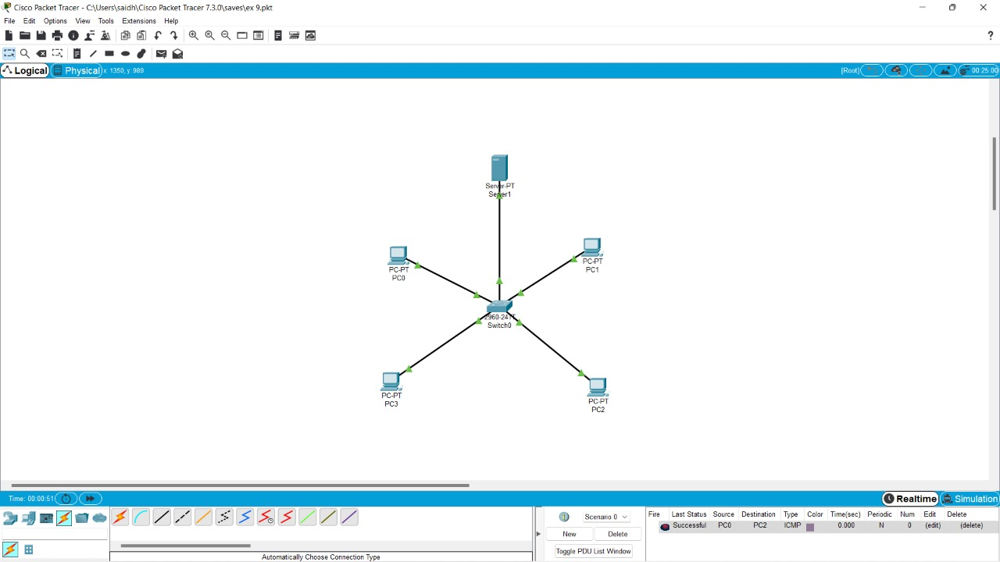 Cisco Packet Tracer - C:\Users\saidh\Cisco Packet Tracer 7.3.0\saves\ex 9.pkt
File Edit Options View Tools Extensions Help
?
Logical Physical x: 1350, y: 989 [Root] 00:25:00
Server-PT
Server1
PC-PT
PC0
PC-PT
PC1
2960-24TT
Switch0
PC-PT
PC3
PC-PT
PC2
Time: 00:00:51 Realtime Simulation
Scenario 0
New Delete
Toggle PDU List Window
Fire Last Status Source Destination Type Color Time(sec) Periodic Num Edit Delete
Successful PC0 PC2 ICMP 0.000 N 0 (edit) (delete)
Automatically Choose Connection Type